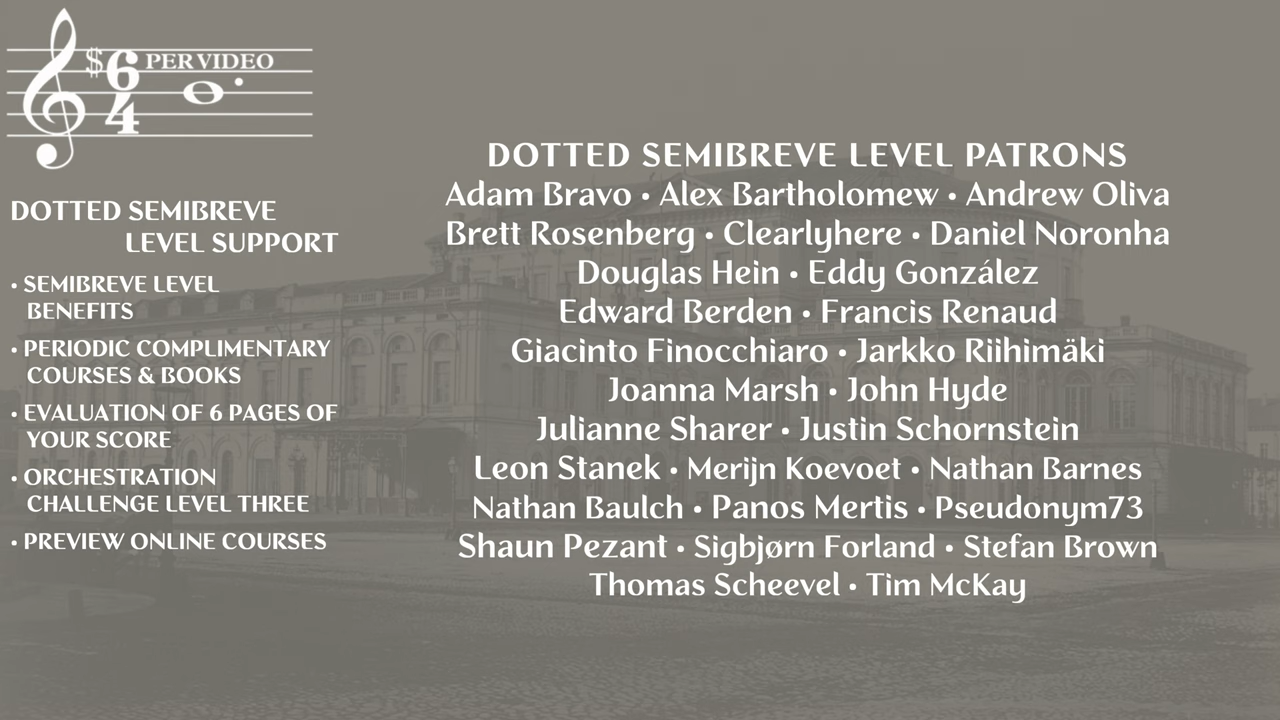 $6 PER VIDEO
4
DOTTED SEMIBREVE
LEVEL SUPPORT
• SEMIBREVE LEVEL
BENEFITS
• PERIODIC COMPLIMENTARY
COURSES & BOOKS
• EVALUATION OF 6 PAGES OF
YOUR SCORE
• ORCHESTRATION
CHALLENGE LEVEL THREE
• PREVIEW ONLINE COURSES
DOTTED SEMIBREVE LEVEL PATRONS
Adam Bravo • Alex Bartholomew • Andrew Oliva
Brett Rosenberg • Clearlyhere • Daniel Noronha
Douglas Hein • Eddy González
Edward Berden • Francis Renaud
Giacinto Finocchiaro • Jarkko Riihimäki
Joanna Marsh • John Hyde
Julianne Sharer • Justin Schornstein
Leon Stanek • Merijn Koevoet • Nathan Barnes
Nathan Baulch • Panos Mertis • Pseudonym73
Shaun Pezant • Sigbjørn Forland • Stefan Brown
Thomas Scheevel • Tim McKay